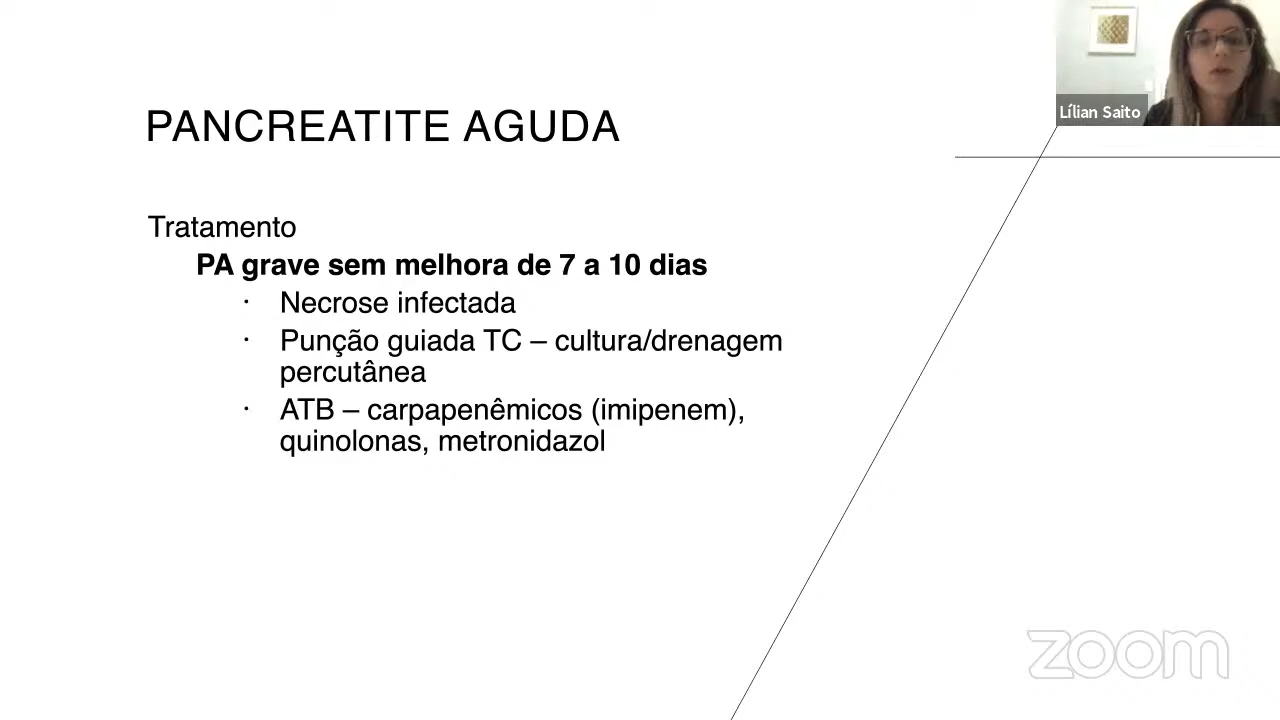 Lílian Saito
PANCREATITE AGUDA
Tratamento
PA grave sem melhora de 7 a 10 dias
· Necrose infectada
· Punção guiada TC – cultura/drenagem
percutânea
· ATB – carpapenêmicos (imipenem),
quinolonas, metronidazol
zoom